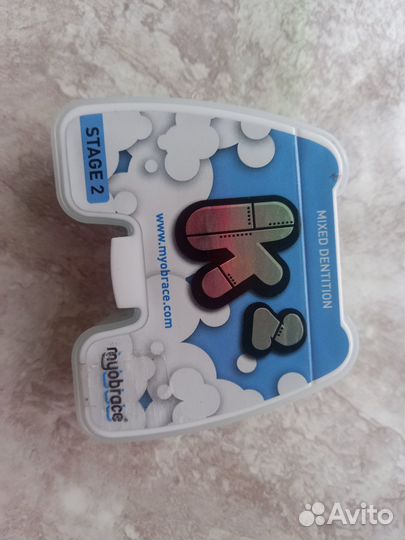 MIXED DENTITION
K
www.myobrace.com
STAGE 2
myobrace
Avito